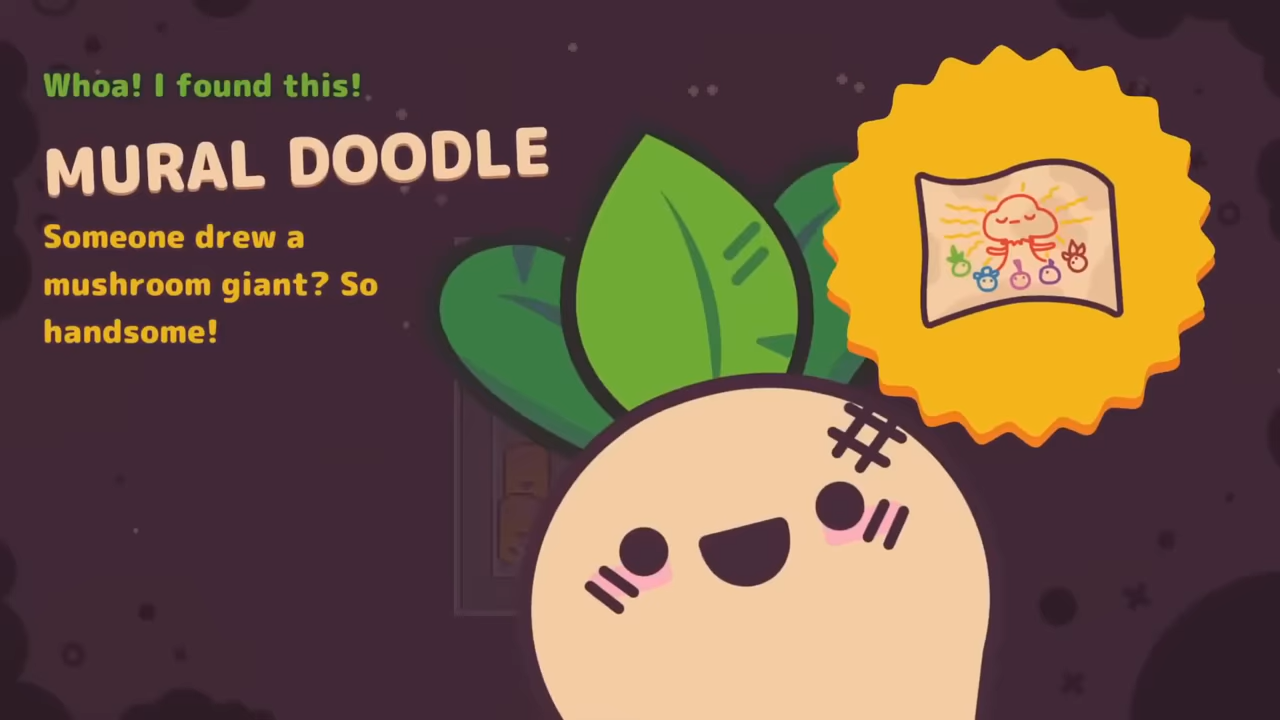 Whoa! I found this!
MURAL DOODLE
Someone drew a
mushroom giant? So
handsome!